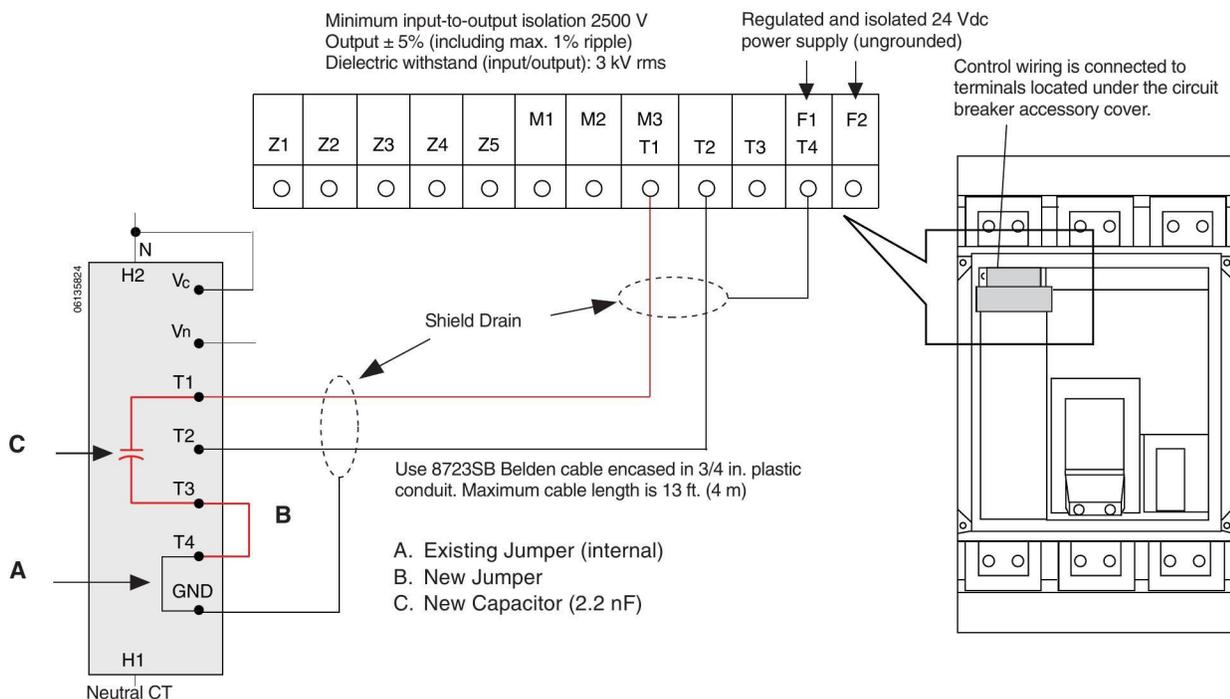 Minimum input-to-output isolation 2500 V
Output ± 5% (including max. 1% ripple)
Dielectric withstand (input/output): 3 kV rms
Regulated and isolated 24 Vdc
power supply (ungrounded)
Control wiring is connected to
terminals located under the circuit
breaker accessory cover.
M1 M2 M3 F1 F2
Z1 Z2 Z3 Z4 Z5 T1 T2 T3 T4
N
H2
Vc
06135824
Vn
Shield Drain
T1
T2
C
T3
B
T4
A
GND
H1
Neutral CT
Use 8723SB Belden cable encased in 3/4 in. plastic
conduit. Maximum cable length is 13 ft. (4 m)
A. Existing Jumper (internal)
B. New Jumper
C. New Capacitor (2.2 nF)